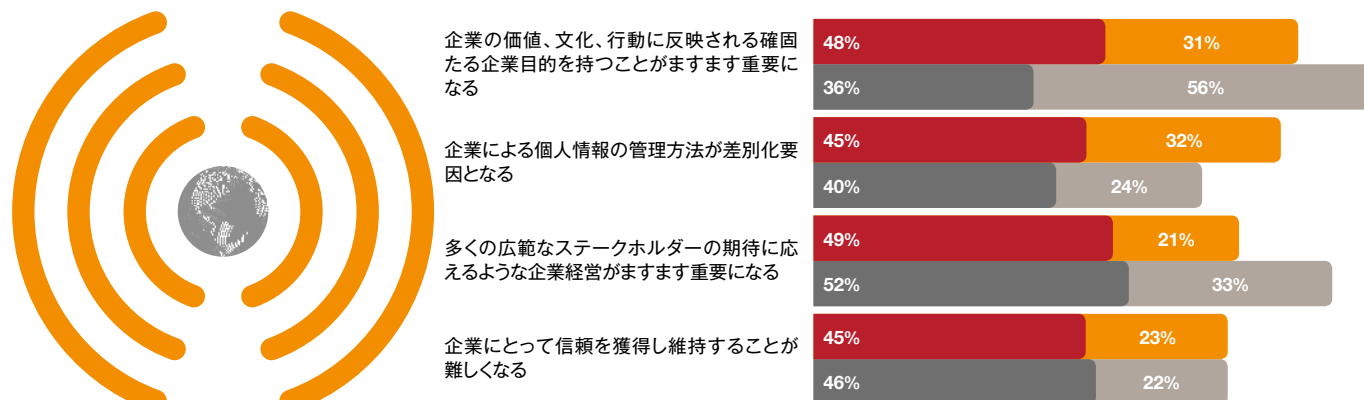 企業の価値、文化、行動に反映される確固
たる企業目的を持つことがますます重要に
なる
48% 31%
36% 56%
企業による個人情報の管理方法が差別化要
因となる
45% 32%
40% 24%
多くの広範なステークホルダーの期待に応
えるような企業経営がますます重要になる
49% 21%
52% 33%
企業にとって信頼を獲得し維持することが
難しくなる
45% 23%
46% 22%